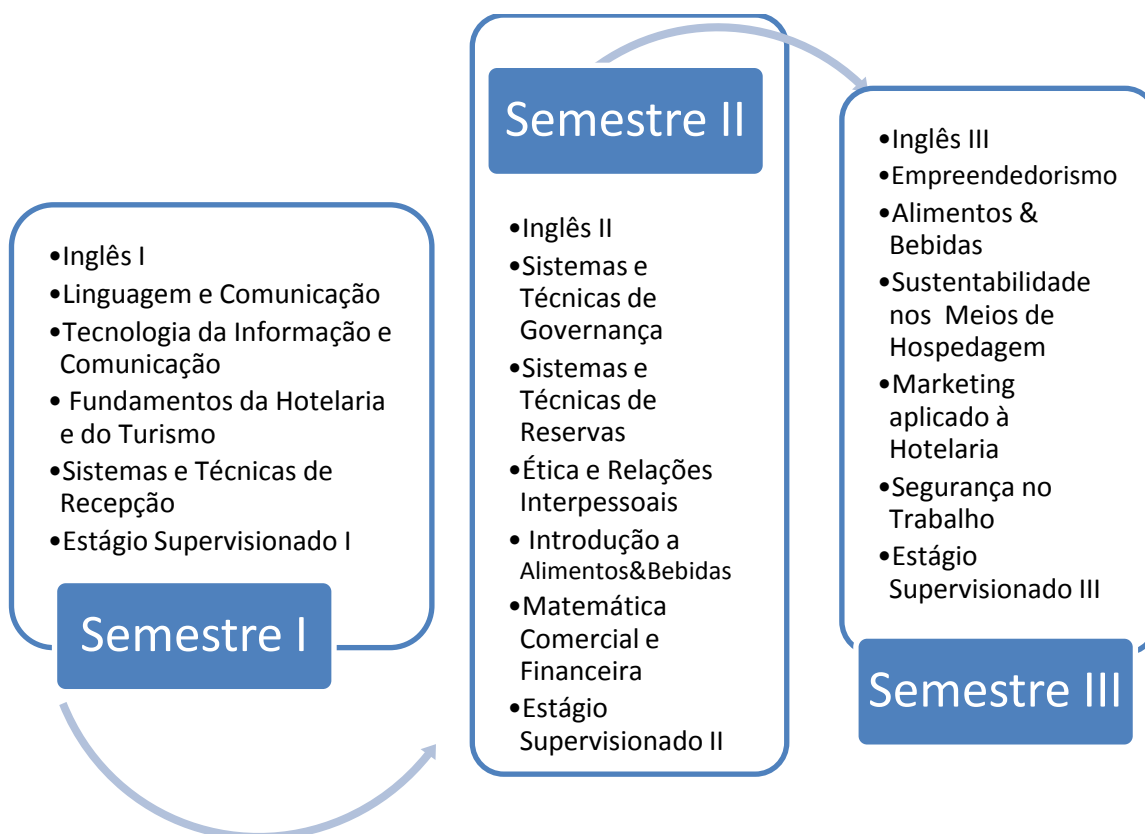 •Inglês I
•Linguagem e Comunicação
•Tecnologia da Informação e
Comunicação
• Fundamentos da Hotelaria
e do Turismo
•Sistemas e Técnicas de
Recepção
•Estágio Supervisionado I
Semestre I
Semestre II
•Inglês II
•Sistemas e
Técnicas de
Governança
•Sistemas e
Técnicas de
Reservas
•Ética e Relações
Interpessoais
• Introdução a
Alimentos&Bebidas
•Matemática
Comercial e
Financeira
•Estágio
Supervisionado II
•Inglês III
•Empreendedorismo
•Alimentos &
Bebidas
•Sustentabilidade
nos Meios de
Hospedagem
•Marketing
aplicado à
Hotelaria
•Segurança no
Trabalho
•Estágio
Supervisionado III
Semestre III